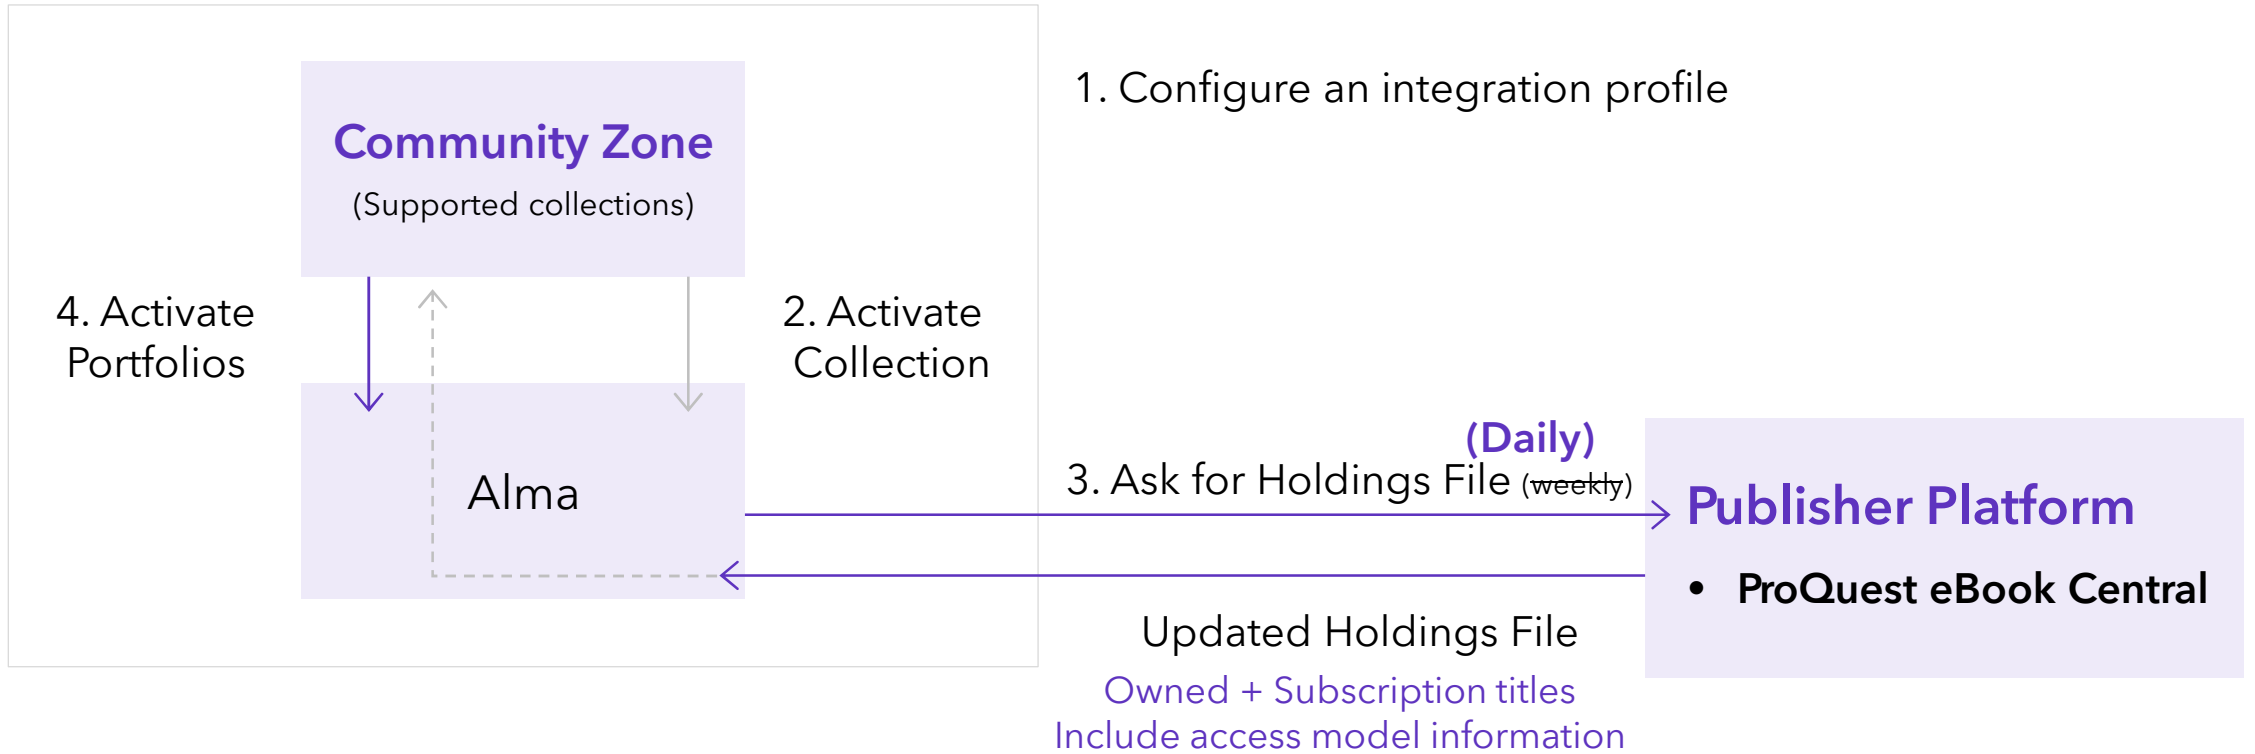 1. Configure an integration profile
Community Zone
(Supported collections)
4. Activate
Portfolios
2. Activate
Collection
Alma
(Daily)
3. Ask for Holdings File (weekly)
Publisher Platform
• ProQuest eBook Central
Updated Holdings File
Owned + Subscription titles
Include access model information